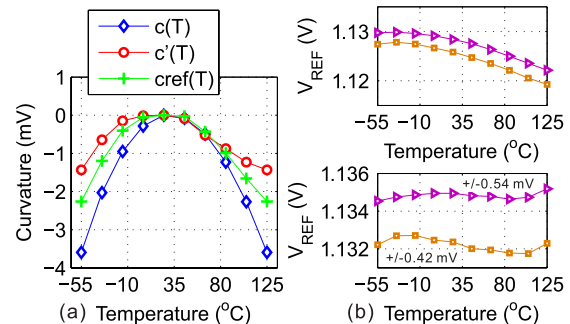 c(T)
c'(T)
cref(T)
Curvature (mV)
1
0
−1
−2
−3
−4
−55 −10 35 80 125
(a) Temperature (°C)
V_REF (V)
1.13
1.12
−55 −10 35 80 125
Temperature (°C)
V_REF (V)
1.136
1.134
1.132
+/-0.54 mV
+/-0.42 mV
−55 −10 35 80 125
(b) Temperature (°C)